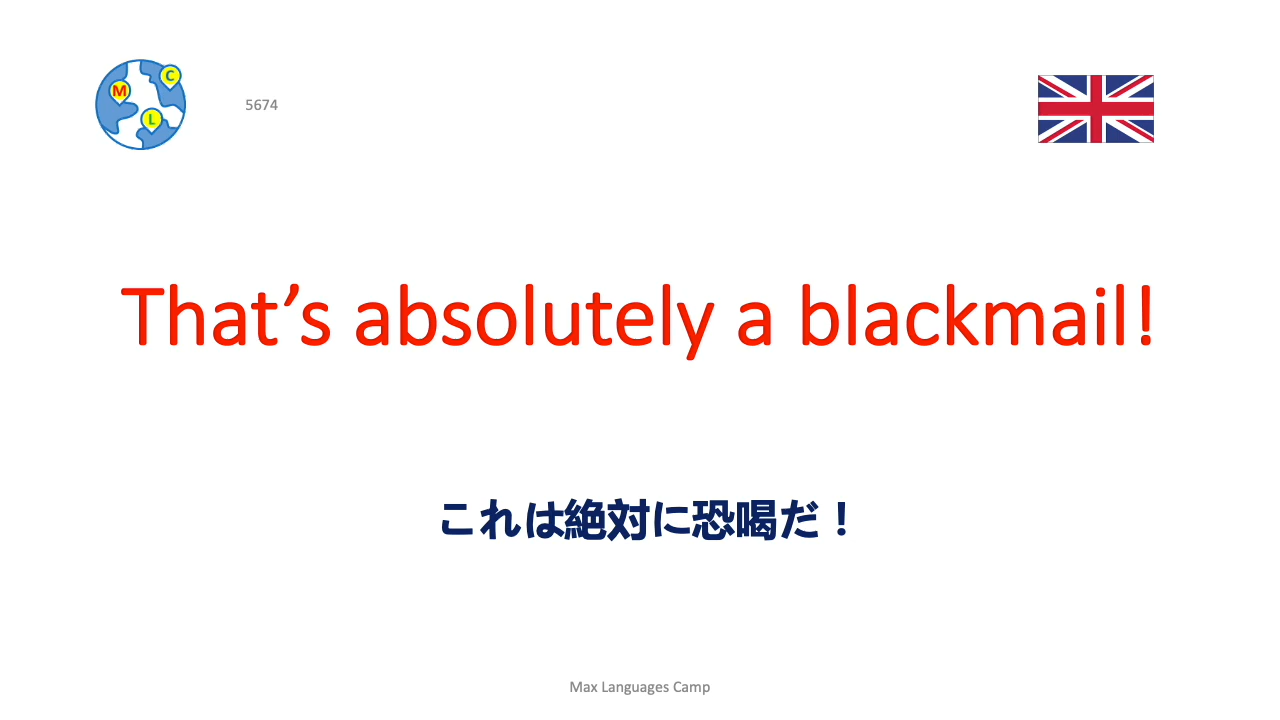 M
C
L
5674
That’s absolutely a blackmail!
これは絶対に恐喝だ！
Max Languages Camp